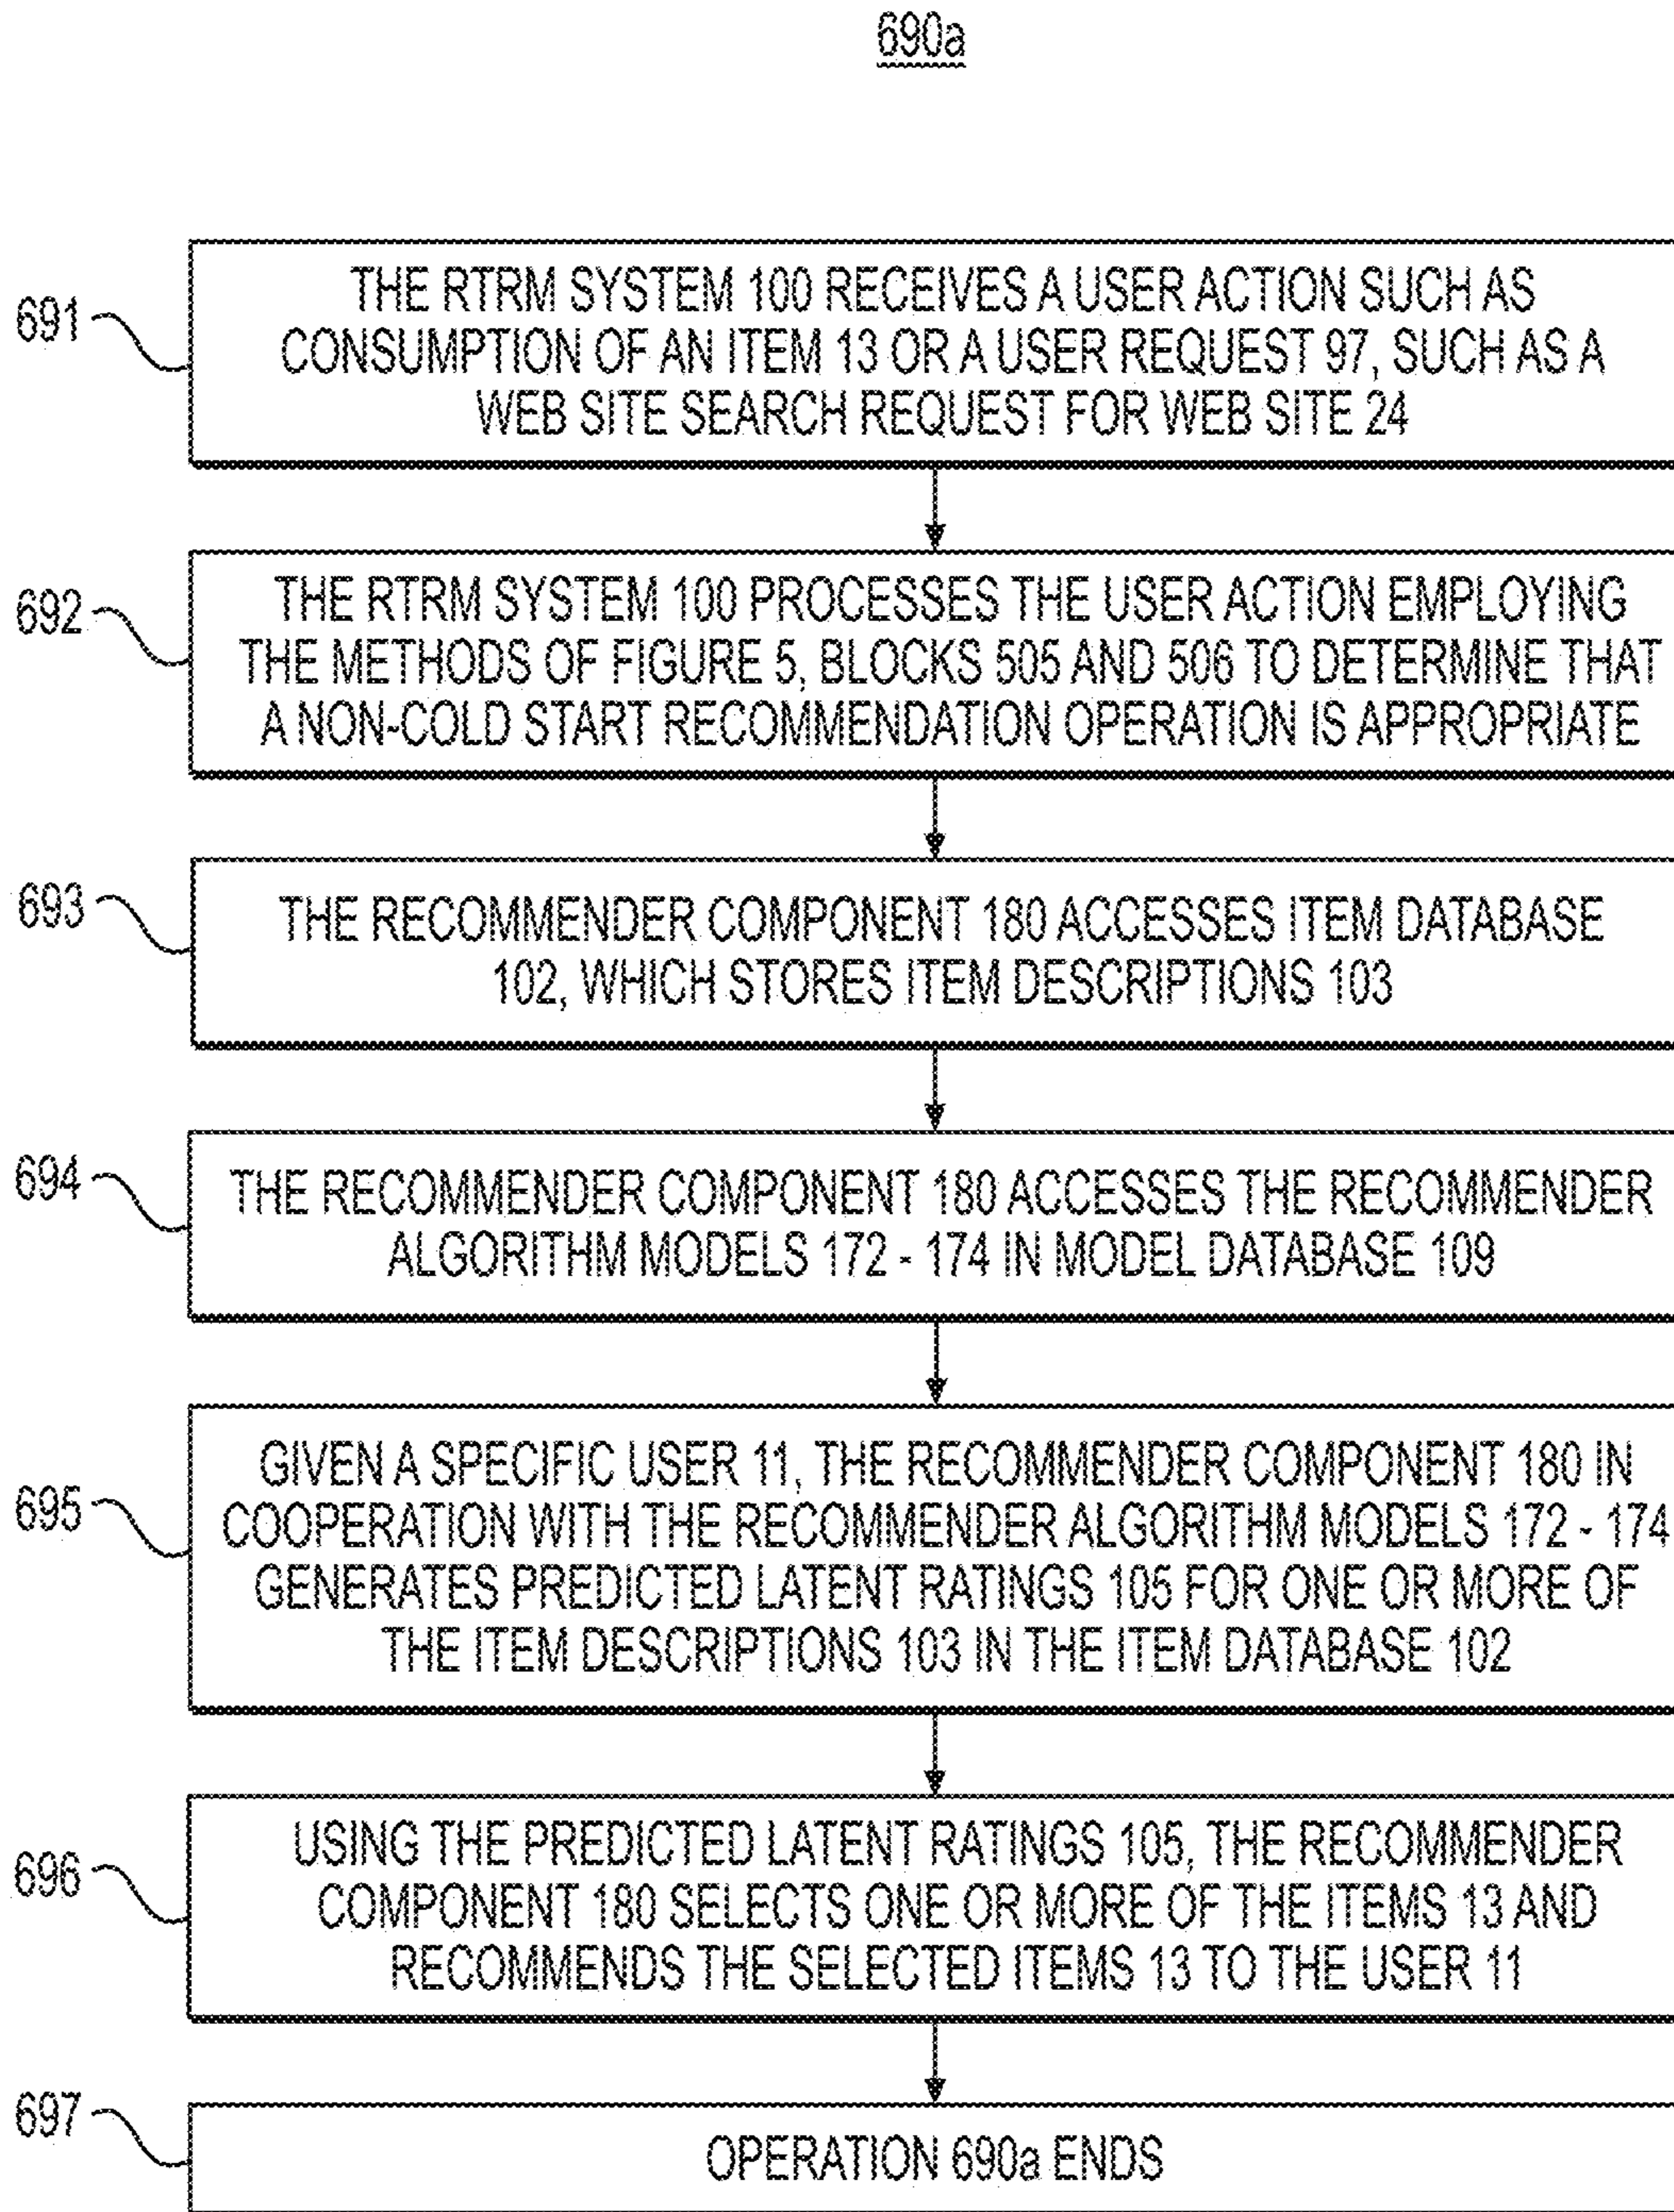 690a
691
THE RTRM SYSTEM 100 RECEIVES A USER ACTION SUCH AS
CONSUMPTION OF AN ITEM 13 OR A USER REQUEST 97, SUCH AS A
WEB SITE SEARCH REQUEST FOR WEB SITE 24
692
THE RTRM SYSTEM 100 PROCESSES THE USER ACTION EMPLOYING
THE METHODS OF FIGURE 5, BLOCKS 505 AND 506 TO DETERMINE THAT
A NON-COLD START RECOMMENDATION OPERATION IS APPROPRIATE
693
THE RECOMMENDER COMPONENT 180 ACCESSES ITEM DATABASE
102, WHICH STORES ITEM DESCRIPTIONS 103
694
THE RECOMMENDER COMPONENT 180 ACCESSES THE RECOMMENDER
ALGORITHM MODELS 172 - 174 IN MODEL DATABASE 109
695
GIVEN A SPECIFIC USER 11, THE RECOMMENDER COMPONENT 180 IN
COOPERATION WITH THE RECOMMENDER ALGORITHM MODELS 172 - 174
GENERATES PREDICTED LATENT RATINGS 105 FOR ONE OR MORE OF
THE ITEM DESCRIPTIONS 103 IN THE ITEM DATABASE 102
696
USING THE PREDICTED LATENT RATINGS 105, THE RECOMMENDER
COMPONENT 180 SELECTS ONE OR MORE OF THE ITEMS 13 AND
RECOMMENDS THE SELECTED ITEMS 13 TO THE USER 11
697
OPERATION 690a ENDS